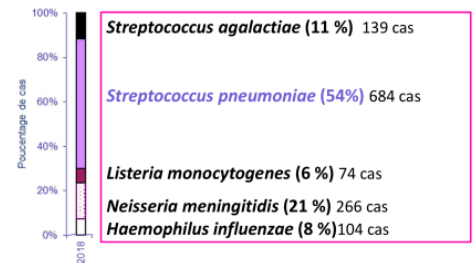 100%
80%
60%
40%
20%
0%
Poucentage de cas
2018
Streptococcus agalactiae (11 %) 139 cas
Streptococcus pneumoniae (54%) 684 cas
Listeria monocytogenes (6 %) 74 cas
Neisseria meningitidis (21 %) 266 cas
Haemophilus influenzae (8 %)104 cas